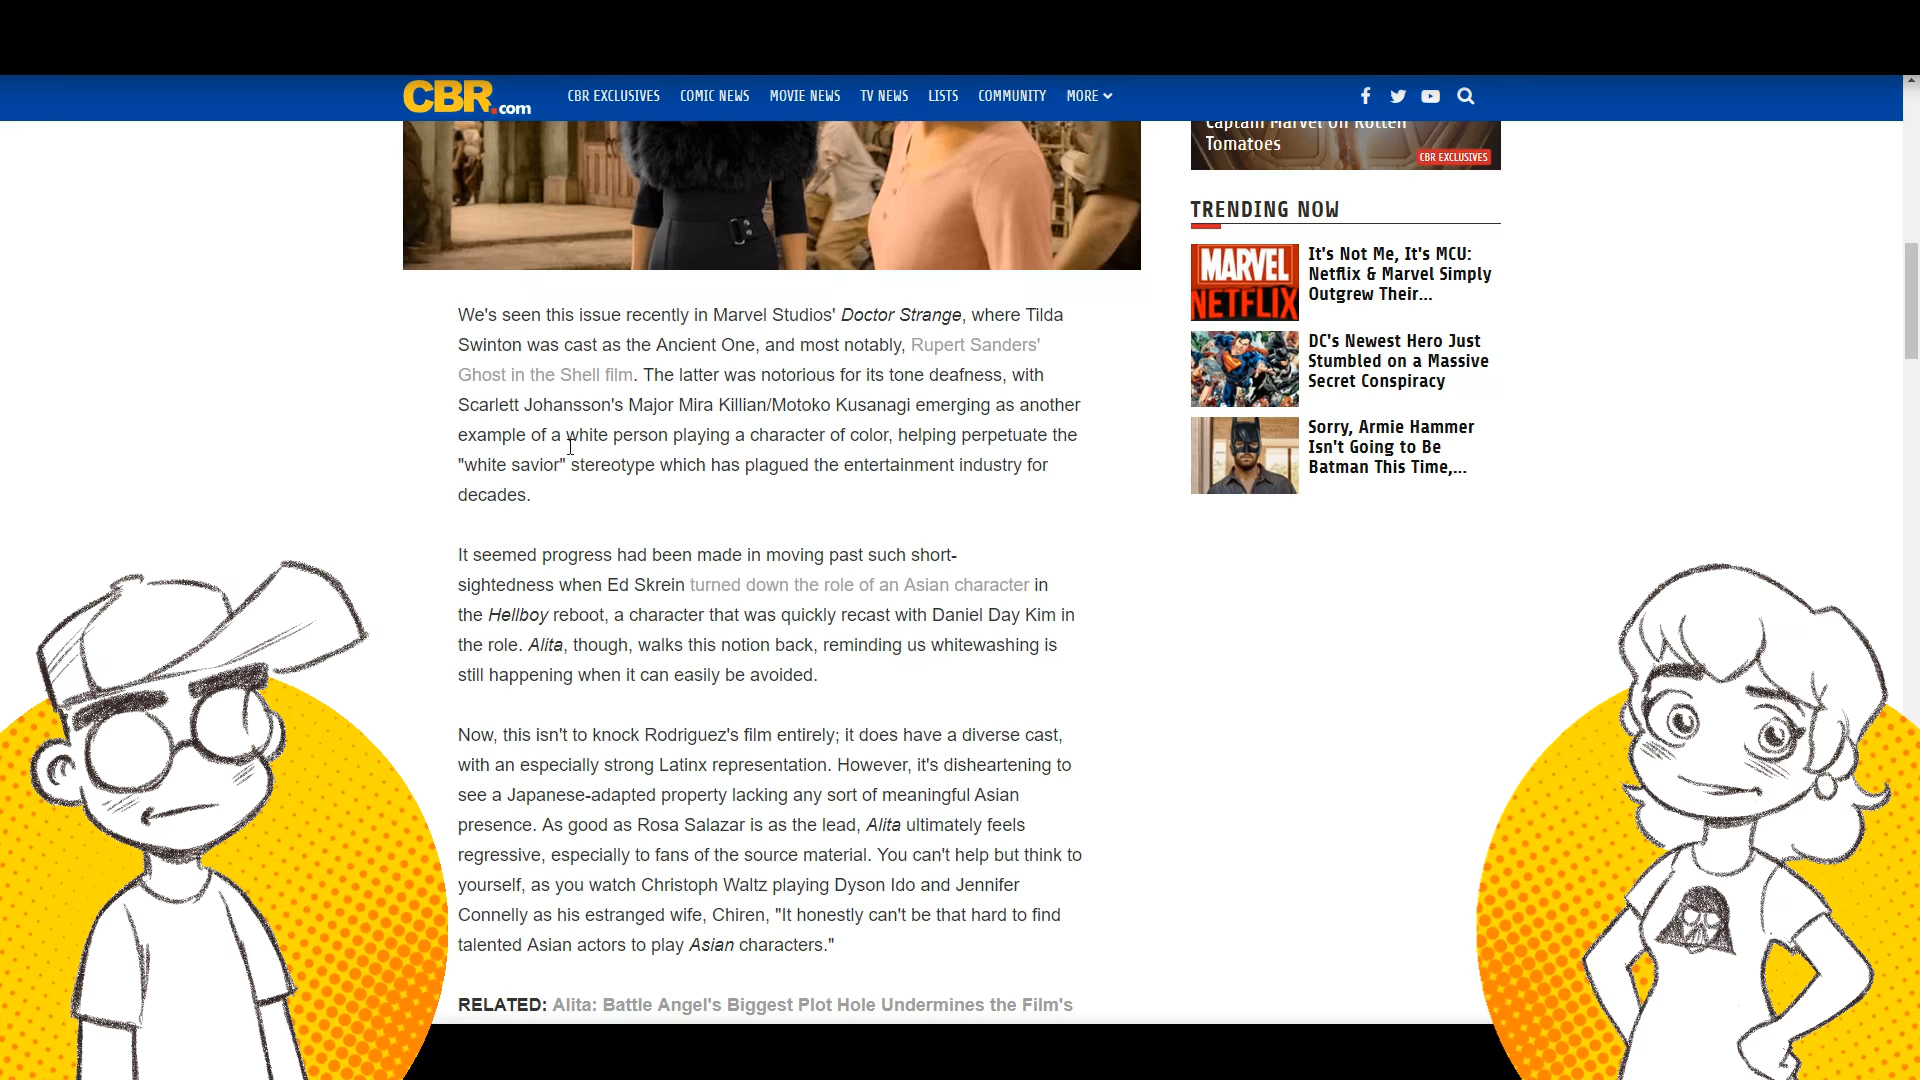 CBR.com
CBR EXCLUSIVES COMIC NEWS MOVIE NEWS TV NEWS LISTS COMMUNITY MORE
Captain Marvel on Rotten
Tomatoes
CBR EXCLUSIVES
TRENDING NOW
MARVEL
NETFLIX
It's Not Me, It's MCU:
Netflix & Marvel Simply
Outgrew Their...
DC's Newest Hero Just
Stumbled on a Massive
Secret Conspiracy
Sorry, Armie Hammer
Isn't Going to Be
Batman This Time,...
We's seen this issue recently in Marvel Studios' Doctor Strange, where Tilda
Swinton was cast as the Ancient One, and most notably, Rupert Sanders'
Ghost in the Shell film. The latter was notorious for its tone deafness, with
Scarlett Johansson's Major Mira Killian/Motoko Kusanagi emerging as another
example of a white person playing a character of color, helping perpetuate the
"white savior" stereotype which has plagued the entertainment industry for
decades.
It seemed progress had been made in moving past such short-
sightedness when Ed Skrein turned down the role of an Asian character in
the Hellboy reboot, a character that was quickly recast with Daniel Day Kim in
the role. Alita, though, walks this notion back, reminding us whitewashing is
still happening when it can easily be avoided.
Now, this isn't to knock Rodriguez's film entirely; it does have a diverse cast,
with an especially strong Latinx representation. However, it's disheartening to
see a Japanese-adapted property lacking any sort of meaningful Asian
presence. As good as Rosa Salazar is as the lead, Alita ultimately feels
regressive, especially to fans of the source material. You can't help but think to
yourself, as you watch Christoph Waltz playing Dyson Ido and Jennifer
Connelly as his estranged wife, Chiren, "It honestly can't be that hard to find
talented Asian actors to play Asian characters."
RELATED: Alita: Battle Angel's Biggest Plot Hole Undermines the Film's